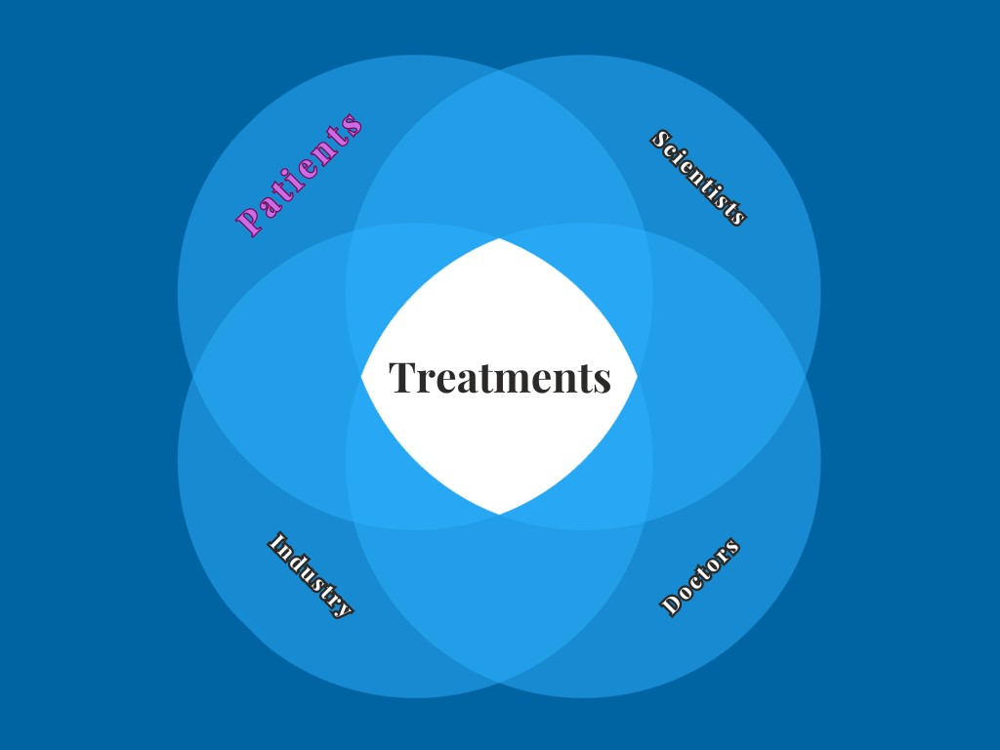 Patients
Scientists
Treatments
Industry
Doctors